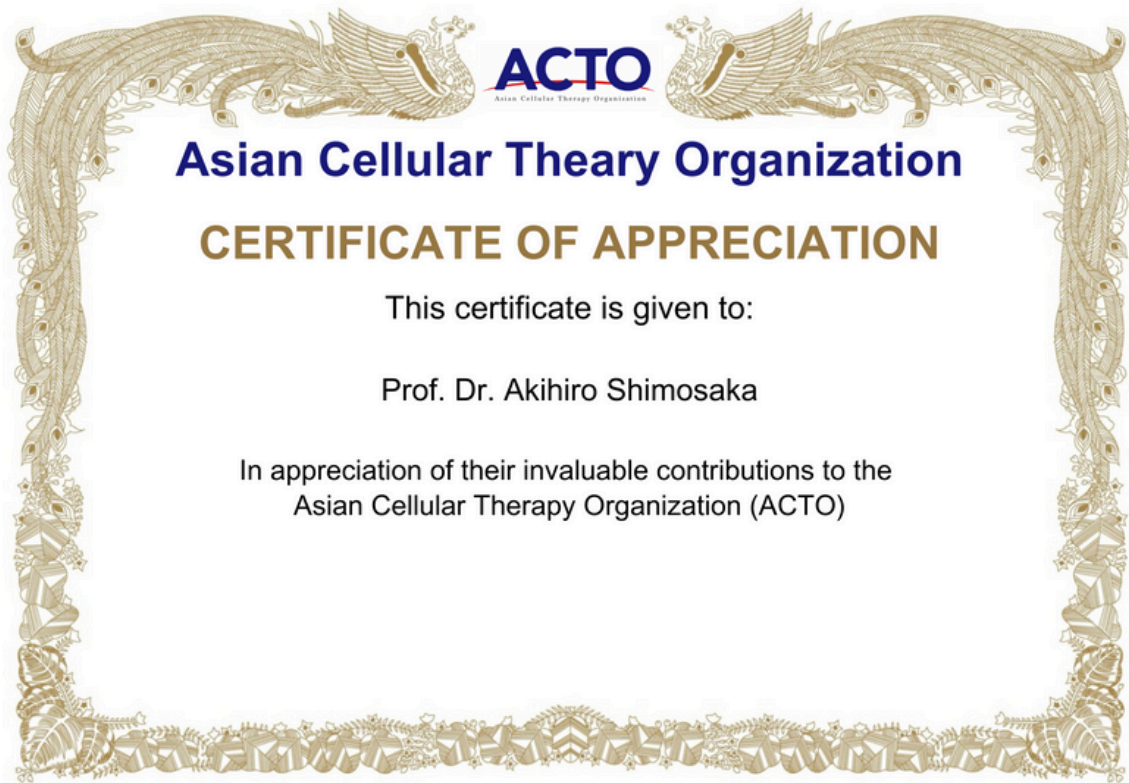 ACTO
Asian Cellular Therapy Organization
Asian Cellular Theary Organization
CERTIFICATE OF APPRECIATION
This certificate is given to:
Prof. Dr. Akihiro Shimosaka
In appreciation of their invaluable contributions to the
Asian Cellular Therapy Organization (ACTO)